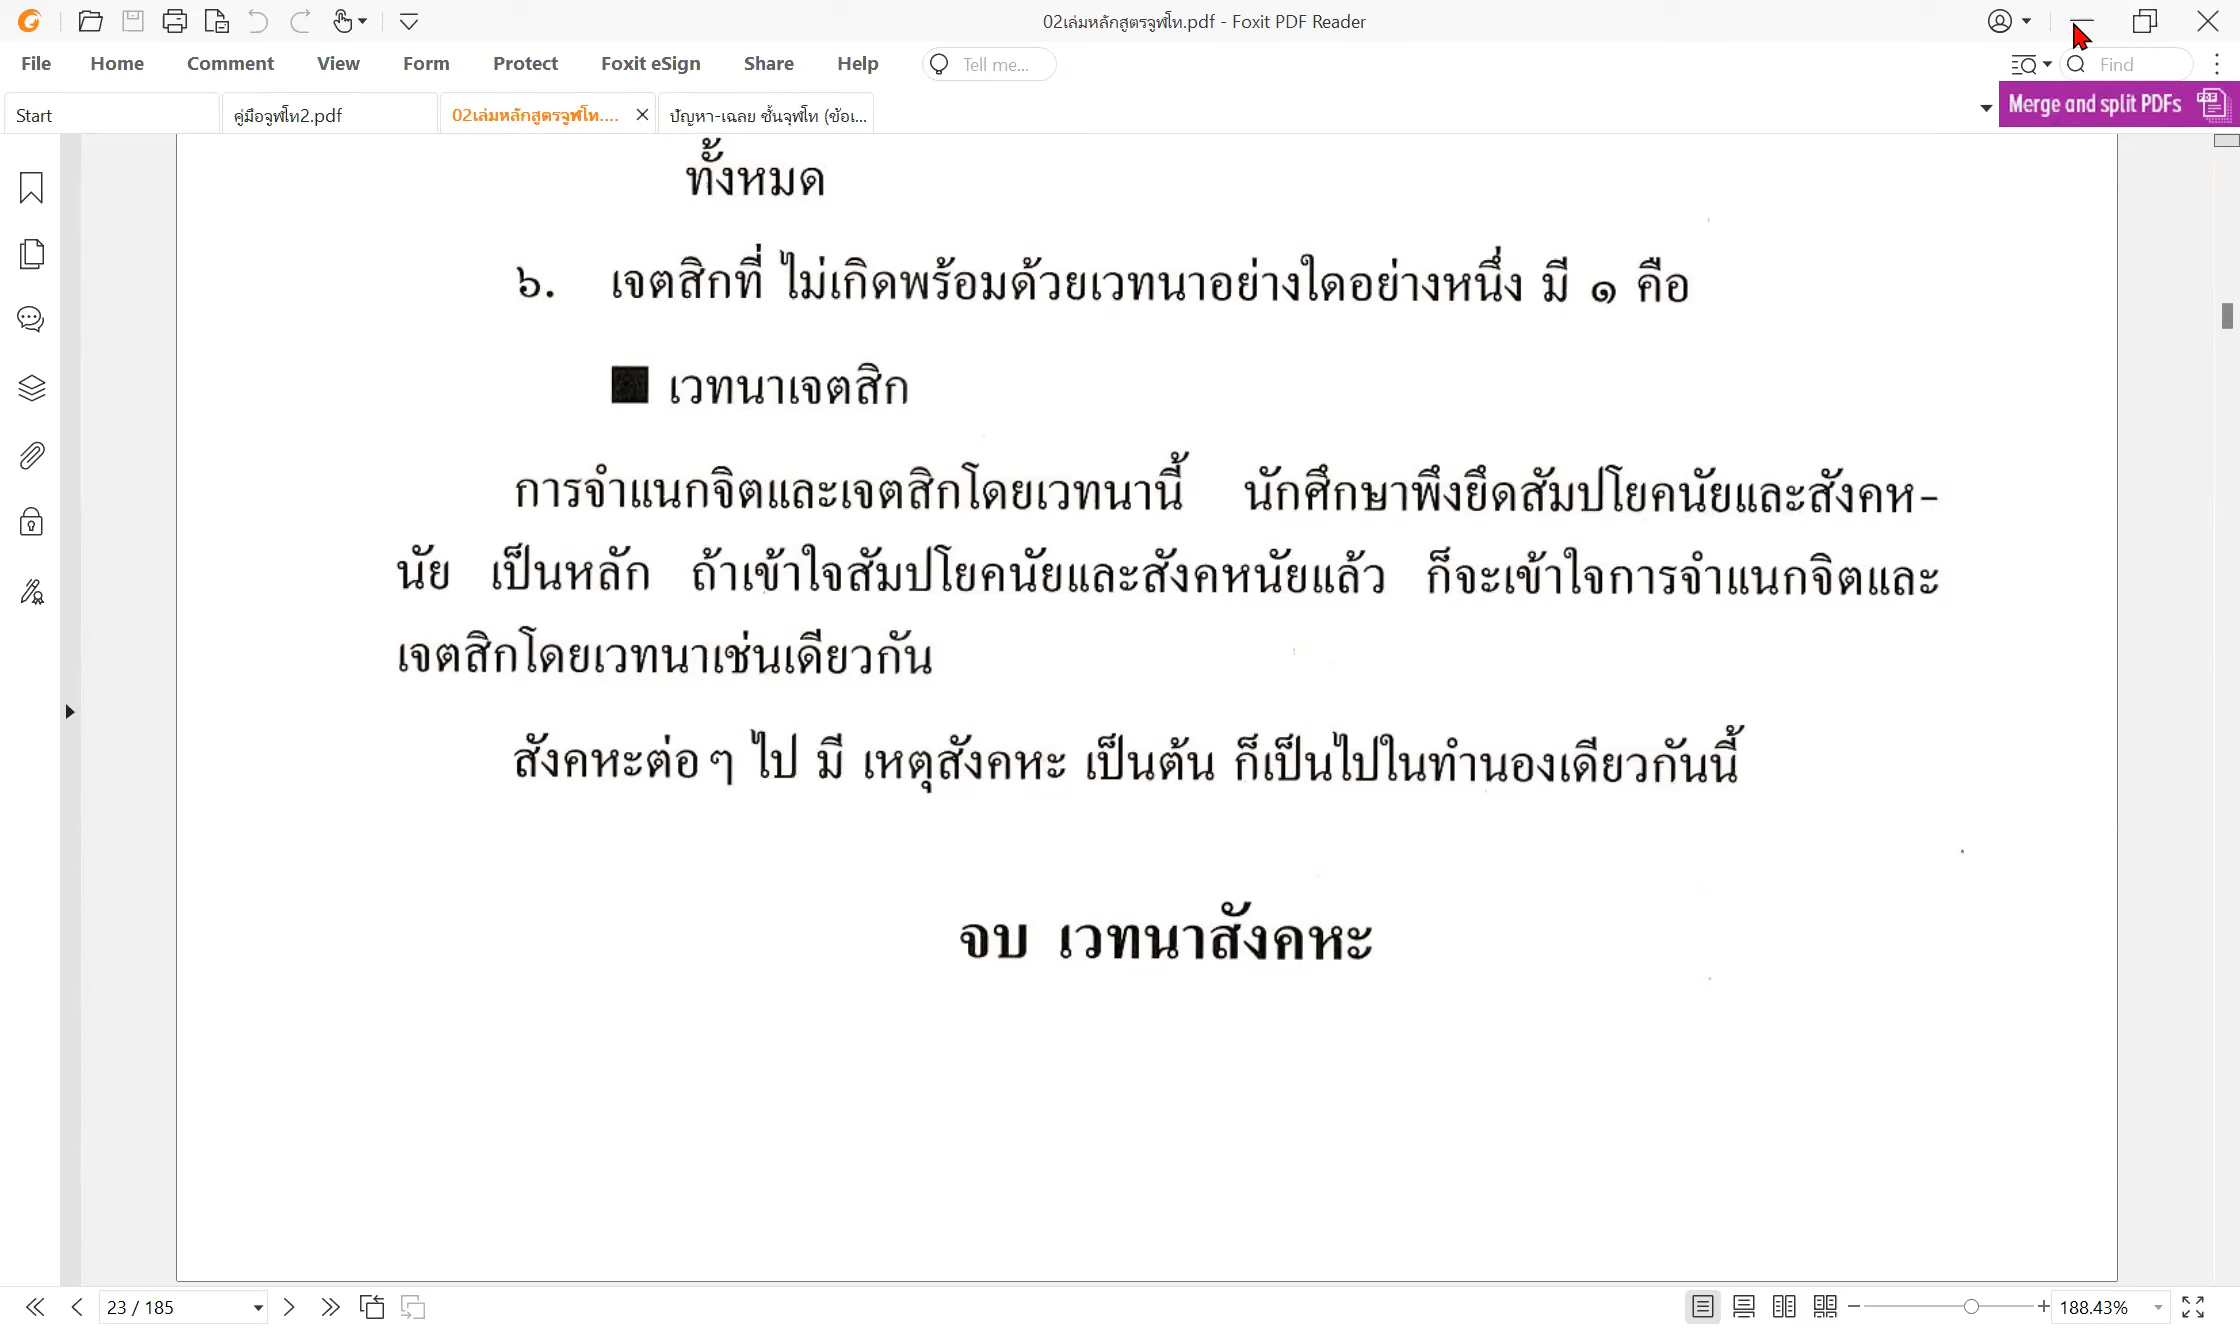 02เล่มหลักสูตรจูฬโท.pdf - Foxit PDF Reader
File Home Comment View Form Protect Foxit eSign Share Help Tell me... Find
Merge and split PDFs
Start คู่มือจูฬโท2.pdf 02เล่มหลักสูตรจูฬโท.... ปัญหา-เฉลย ชั้นจุฬโท (ข้อเ...
ทั้งหมด
๖. เจตสิกที่ ไม่เกิดพร้อมด้วยเวทนาอย่างใดอย่างหนึ่ง มี ๑ คือ
■ เวทนาเจตสิก
การจำแนกจิตและเจตสิกโดยเวทนานี้ นักศึกษาพึงยึดสัมปโยคนัยและสังคห-
นัย เป็นหลัก ถ้าเข้าใจสัมปโยคนัยและสังคหนัยแล้ว ก็จะเข้าใจการจำแนกจิตและ
เจตสิกโดยเวทนาเช่นเดียวกัน
สังคหะต่อๆ ไป มี เหตุสังคหะ เป็นต้น ก็เป็นไปในทำนองเดียวกันนี้
จบ เวทนาสังคหะ
23 / 185 188.43%